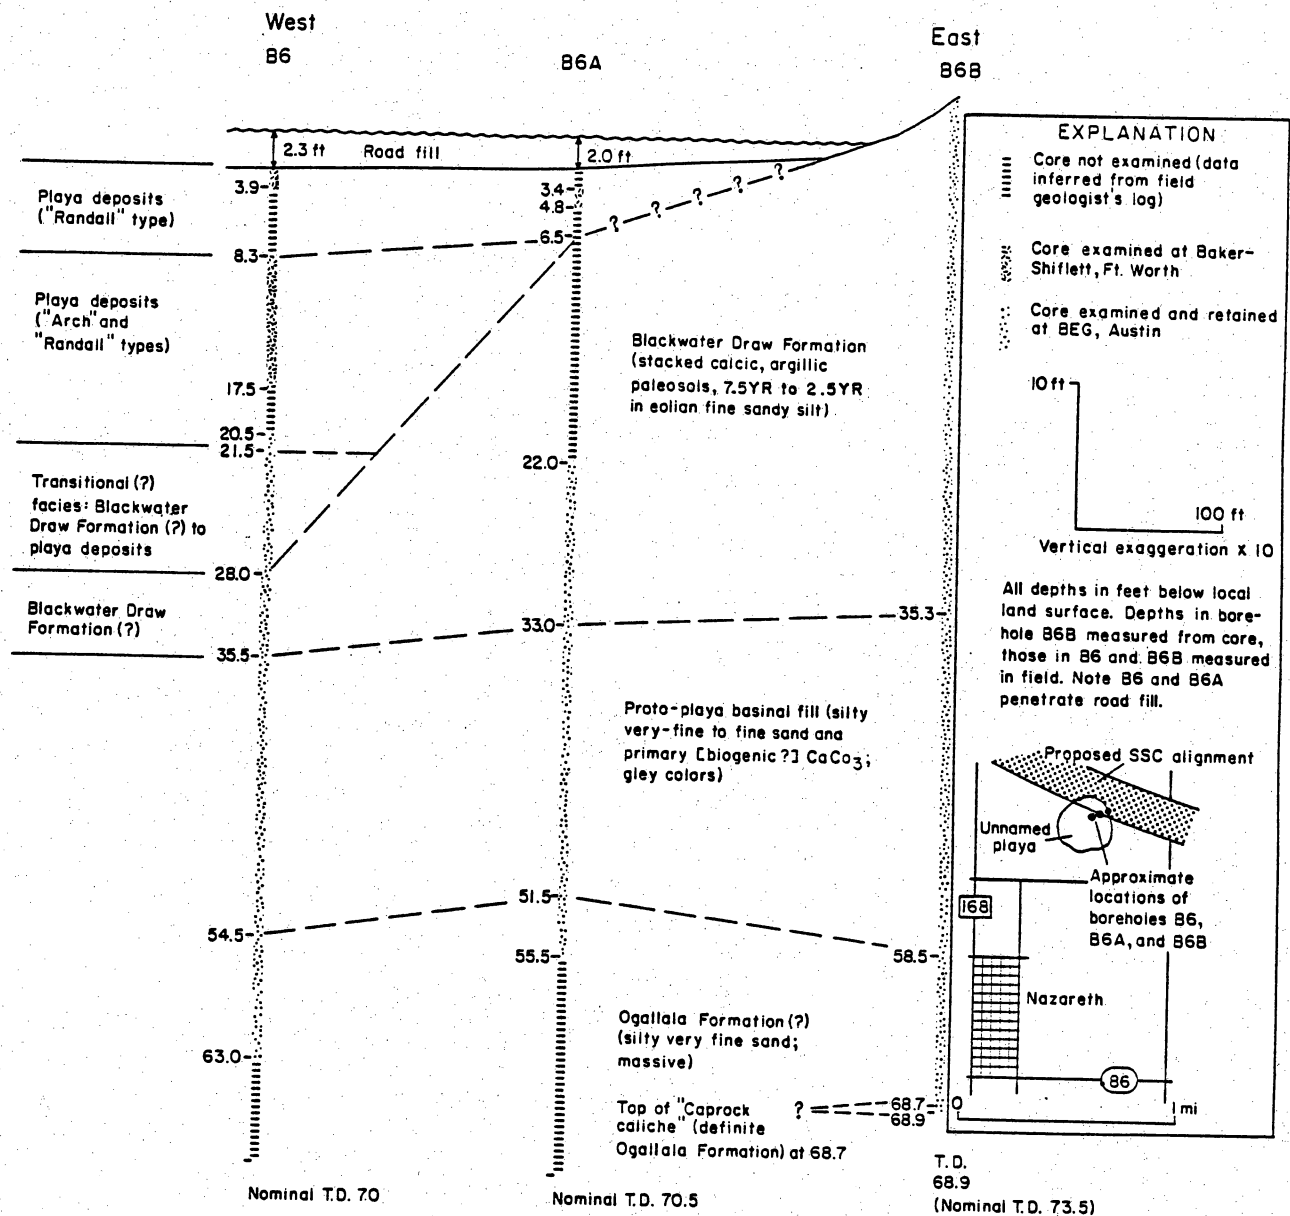 West
B6
B6A
East
B6B
2.3 ft
Road fill
2.0 ft
Playa deposits
("Randall" type)
Playa deposits
("Arch" and
"Randall" types)
Transitional (?)
facies: Blackwater
Draw Formation (?) to
playa deposits
Blackwater Draw
Formation (?)
3.9
8.3
17.5
20.5
21.5
28.0
35.5
54.5
63.0
Nominal T.D. 70
3.4
4.8
6.5
22.0
33.0
51.5
55.5
Nominal T.D. 70.5
? ? ? ? ?
Blackwater Draw Formation
(stacked calcic, argillic
paleosols, 7.5YR to 2.5YR
in eolian fine sandy silt)
Proto-playa basinal fill (silty
very-fine to fine sand and
primary [biogenic ?] CaCo3;
gley colors)
Ogallala Formation (?)
(silty very fine sand;
massive)
Top of "Caprock
caliche" (definite
Ogallala Formation) at 68.7
?
35.3
58.5
68.7
68.9
T.D.
68.9
(Nominal T.D. 73.5)
EXPLANATION
Core not examined (data
inferred from field
geologist's log)
Core examined at Baker-
Shiflett, Ft. Worth
Core examined and retained
at BEG, Austin
10 ft
100 ft
Vertical exaggeration X 10
All depths in feet below local
land surface. Depths in bore-
hole B6B measured from core,
those in B6 and B6B measured
in field. Note B6 and B6A
penetrate road fill.
Proposed SSC alignment
Unnamed
playa
Approximate
locations of
boreholes B6,
B6A, and B6B
168
Nazareth
86
0
1 mi